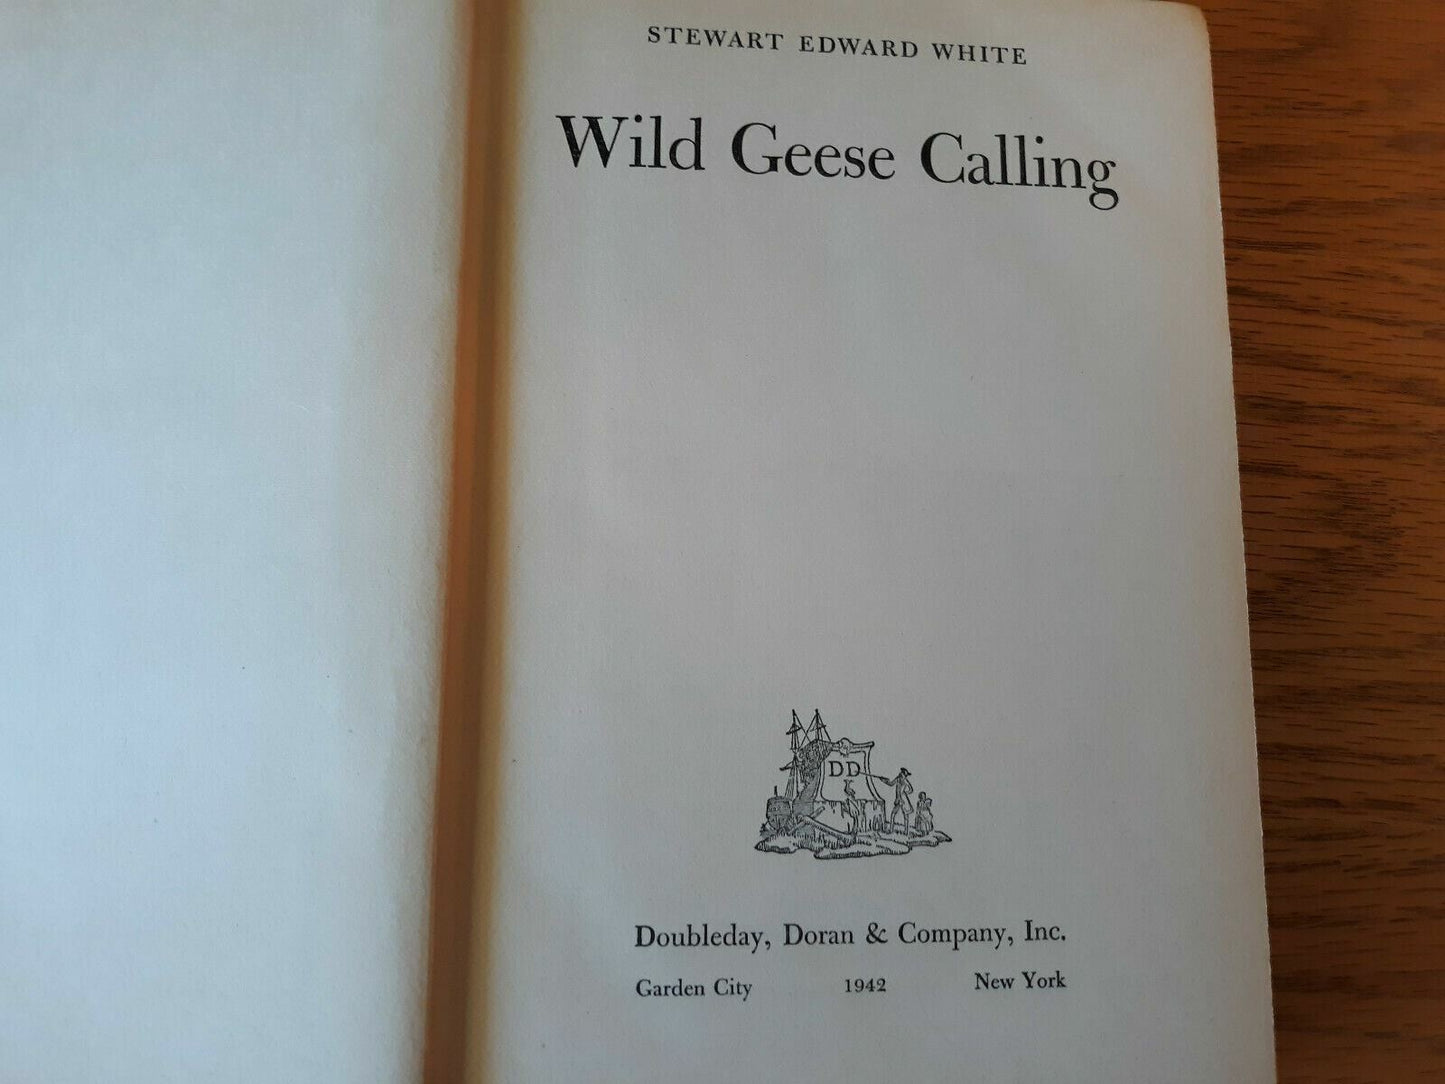 STEWART EDWARD WHITE
Wild Geese Calling
DD
Doubleday, Doran & Company, Inc.
Garden City 1942 New York